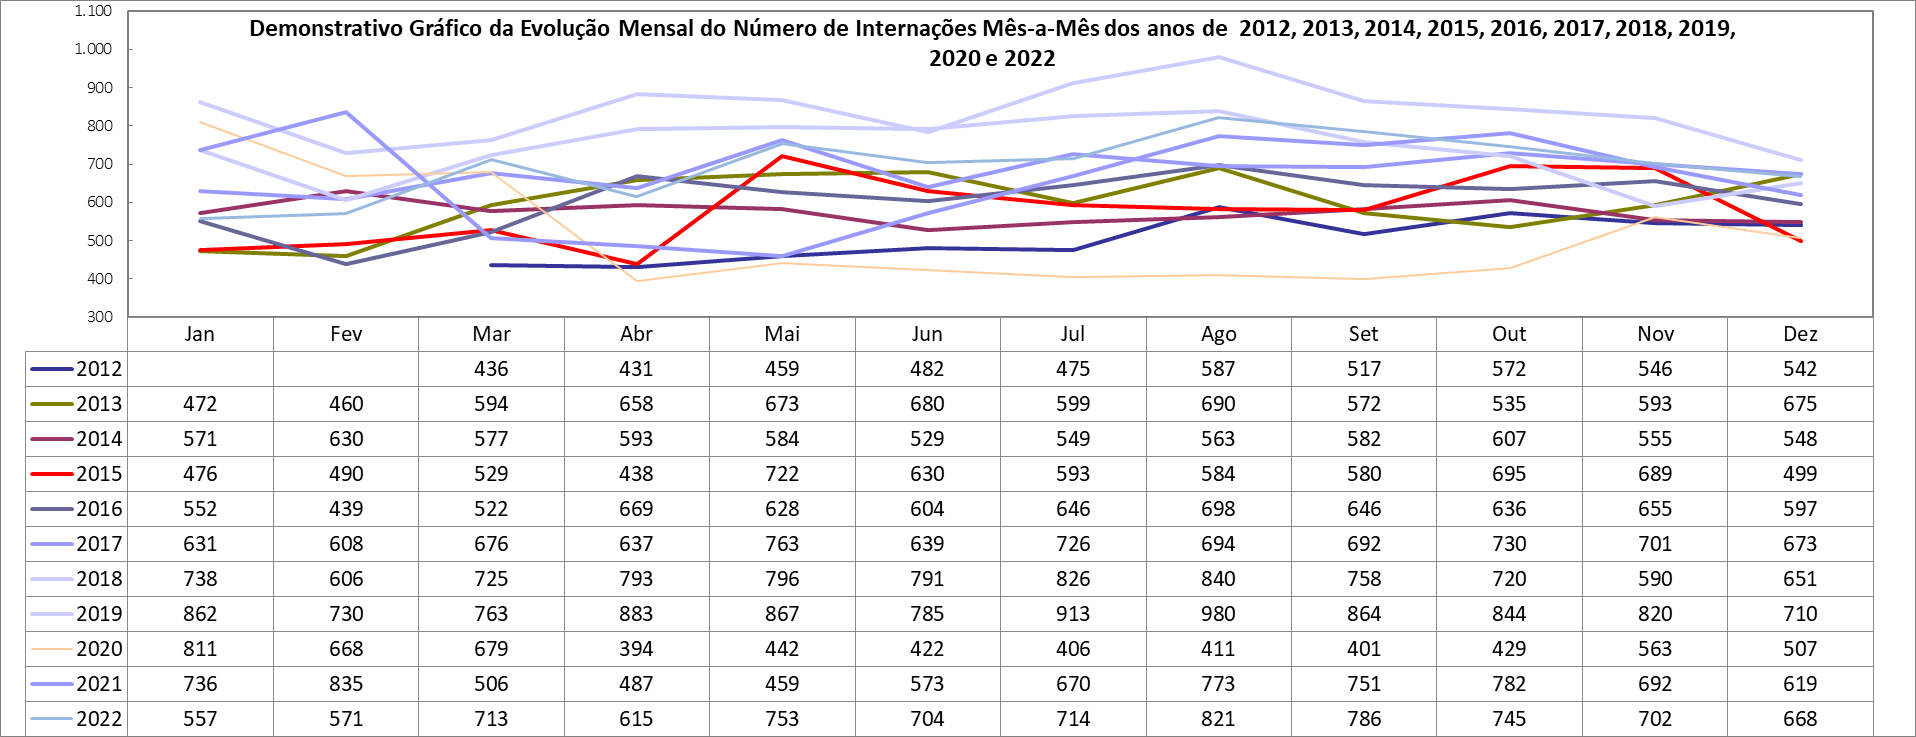 Demonstrativo Gráfico da Evolução Mensal do Número de Internações Mês-a-Mês dos anos de 2012, 2013, 2014, 2015, 2016, 2017, 2018, 2019,
2020 e 2022
1.100
1.000
900
800
700
600
500
400
300
Jan Fev Mar Abr Mai Jun Jul Ago Set Out Nov Dez
2012 436 431 459 482 475 587 517 572 546 542
2013 472 460 594 658 673 680 599 690 572 535 593 675
2014 571 630 577 593 584 529 549 563 582 607 555 548
2015 476 490 529 438 722 630 593 584 580 695 689 499
2016 552 439 522 669 628 604 646 698 646 636 655 597
2017 631 608 676 637 763 639 726 694 692 730 701 673
2018 738 606 725 793 796 791 826 840 758 720 590 651
2019 862 730 763 883 867 785 913 980 864 844 820 710
2020 811 668 679 394 442 422 406 411 401 429 563 507
2021 736 835 506 487 459 573 670 773 751 782 692 619
2022 557 571 713 615 753 704 714 821 786 745 702 668